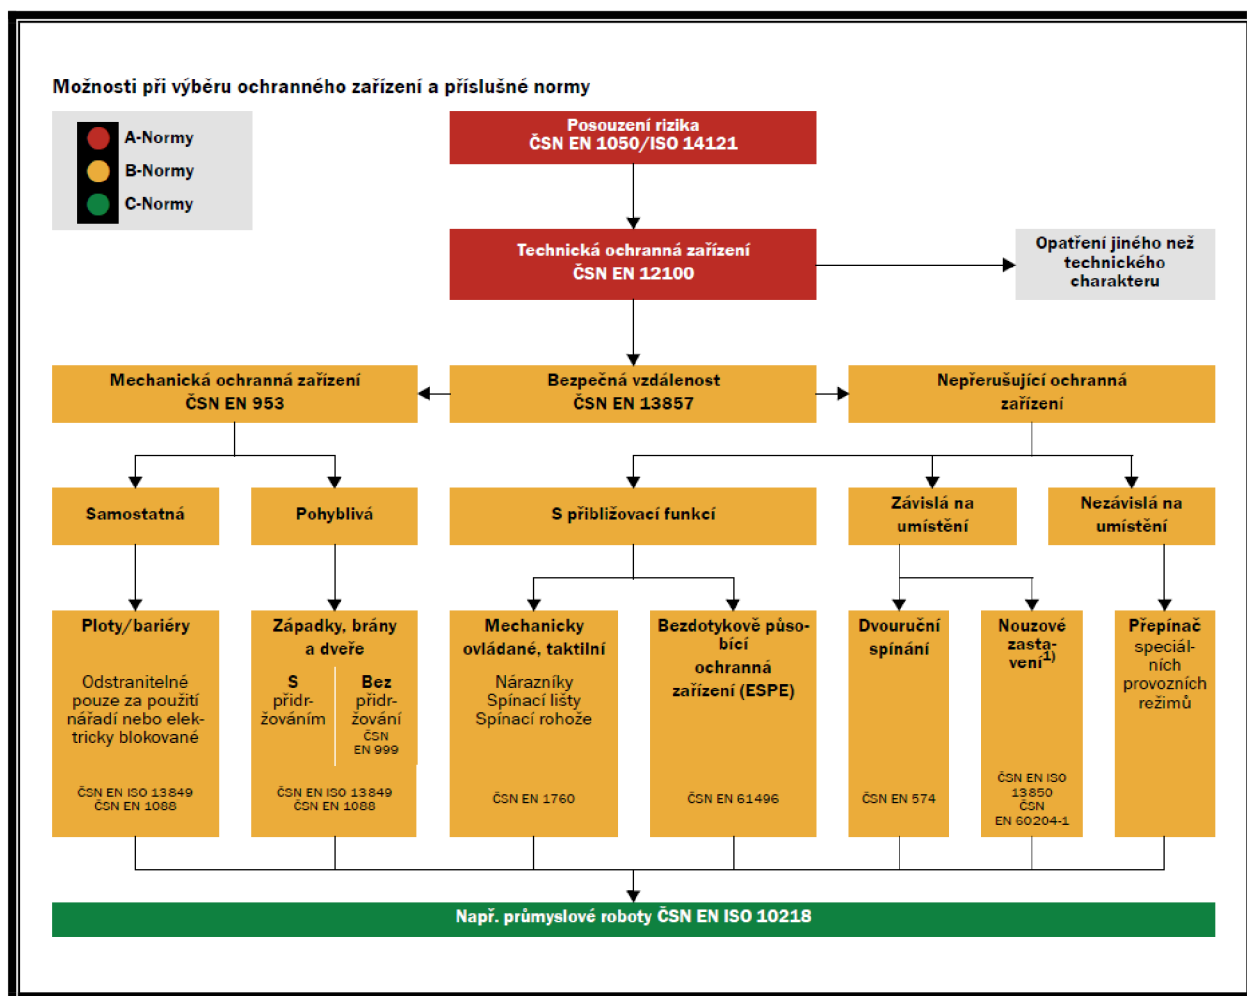 Možnosti při výběru ochranného zařízení a příslušné normy
A-Normy
B-Normy
C-Normy
Posouzení rizika
ČSN EN 1050/ISO 14121
Technická ochranná zařízení
ČSN EN 12100
Opatření jiného než
technického
charakteru
Mechanická ochranná zařízení
ČSN EN 953
Bezpečná vzdálenost
ČSN EN 13857
Nepřerušující ochranná
zařízení
Samostatná
Pohyblivá
S přibližovací funkcí
Závislá na
umístění
Nezávislá na
umístění
Ploty/bariéry
Odstranitelné
pouze za použití
nářadí nebo elek-
tricky blokované
ČSN EN ISO 13849
ČSN EN 1088
Západky, brány
a dveře
S
přidr-
žováním
Bez
přidr-
žování
ČSN
EN 999
ČSN EN ISO 13849
ČSN EN 1088
Mechanicky
ovládané, taktilní
Nárazníky
Spínací lišty
Spínací rohože
ČSN EN 1760
Bezdotykově půso-
bící
ochranná
zařízení (ESPE)
ČSN EN 61496
Dvouruční
spínání
ČSN EN 574
Nouzové
zasta-
vení1)
ČSN EN ISO
13850
ČSN
EN 60204-1
Přepínač
speciál-
ních
provozních
režimů
Např. průmyslové roboty ČSN EN ISO 10218